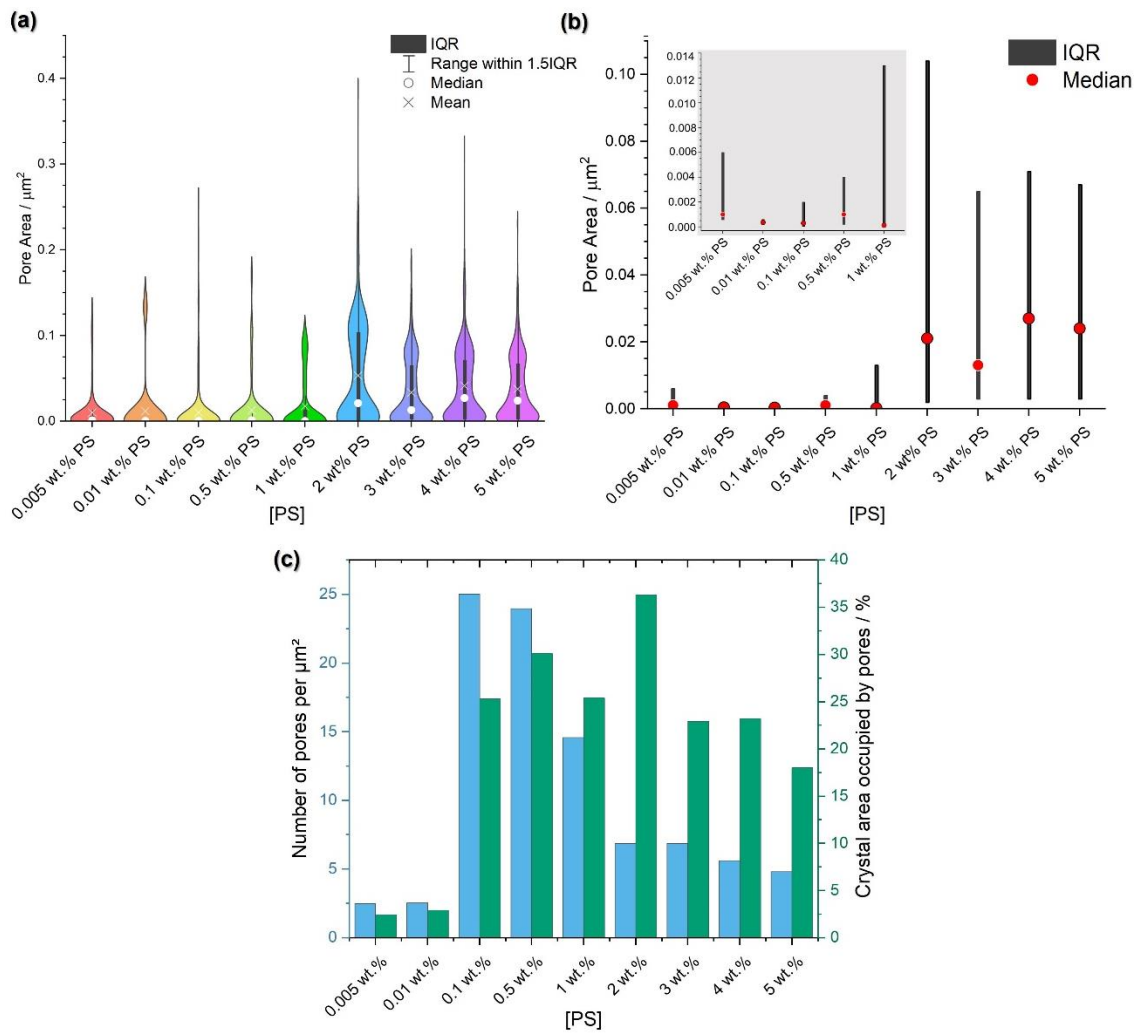 (a)
IQR
Range within 1.5IQR
Median
Mean
0.4
0.3
0.2
0.1
0.0
Pore Area / μm²
0.005 wt.% PS
0.01 wt.% PS
0.1 wt.% PS
0.5 wt.% PS
1 wt.% PS
2 wt% PS
3 wt.% PS
4 wt.% PS
5 wt.% PS
[PS]
(b)
IQR
Median
0.10
0.08
0.06
0.04
0.02
0.00
Pore Area / μm²
0.014
0.012
0.010
0.008
0.006
0.004
0.002
0.000
0.005 wt.% PS
0.01 wt.% PS
0.1 wt.% PS
0.5 wt.% PS
1 wt.% PS
0.005 wt.% PS
0.01 wt.% PS
0.1 wt.% PS
0.5 wt.% PS
1 wt.% PS
2 wt% PS
3 wt.% PS
4 wt.% PS
5 wt.% PS
[PS]
(c)
25
20
15
10
5
0
Number of pores per μm²
40
35
30
25
20
15
10
5
0
Crystal area occupied by pores / %
0.005 wt.%
0.01 wt.%
0.1 wt.%
0.5 wt.%
1 wt.%
2 wt.%
3 wt.%
4 wt.%
5 wt.%
[PS]